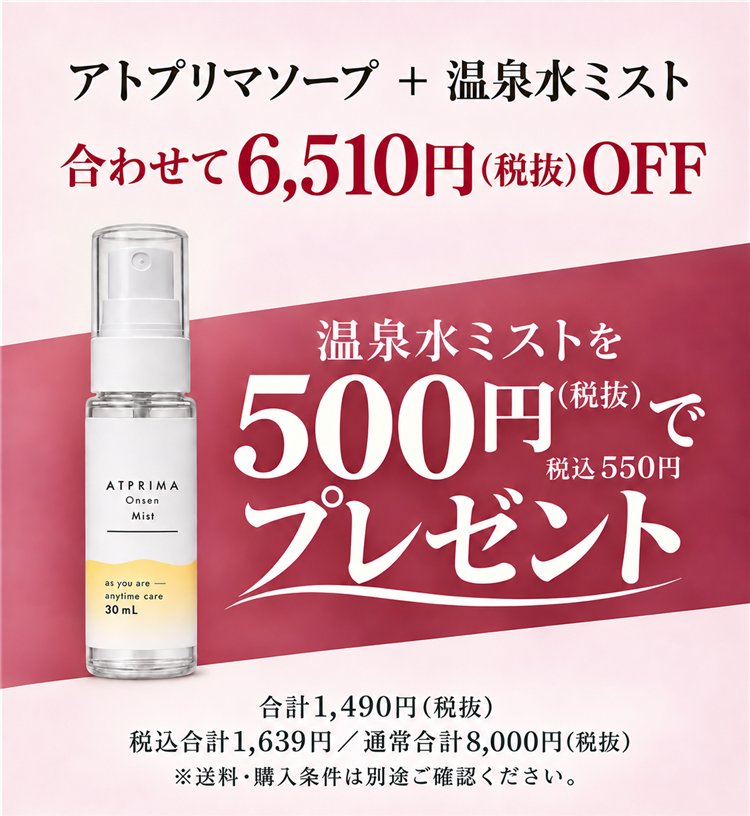 アトプリマソープ ＋ 温泉水ミスト
合わせて6,510円(税抜)OFF
温泉水ミストを
500円(税抜)で
税込550円
プレゼント
ATPRIMA
Onsen
Mist
as you are —
anytime care
30 mL
合計1,490円(税抜)
税込合計1,639円／通常合計8,000円(税抜)
※送料・購入条件は別途ご確認ください。